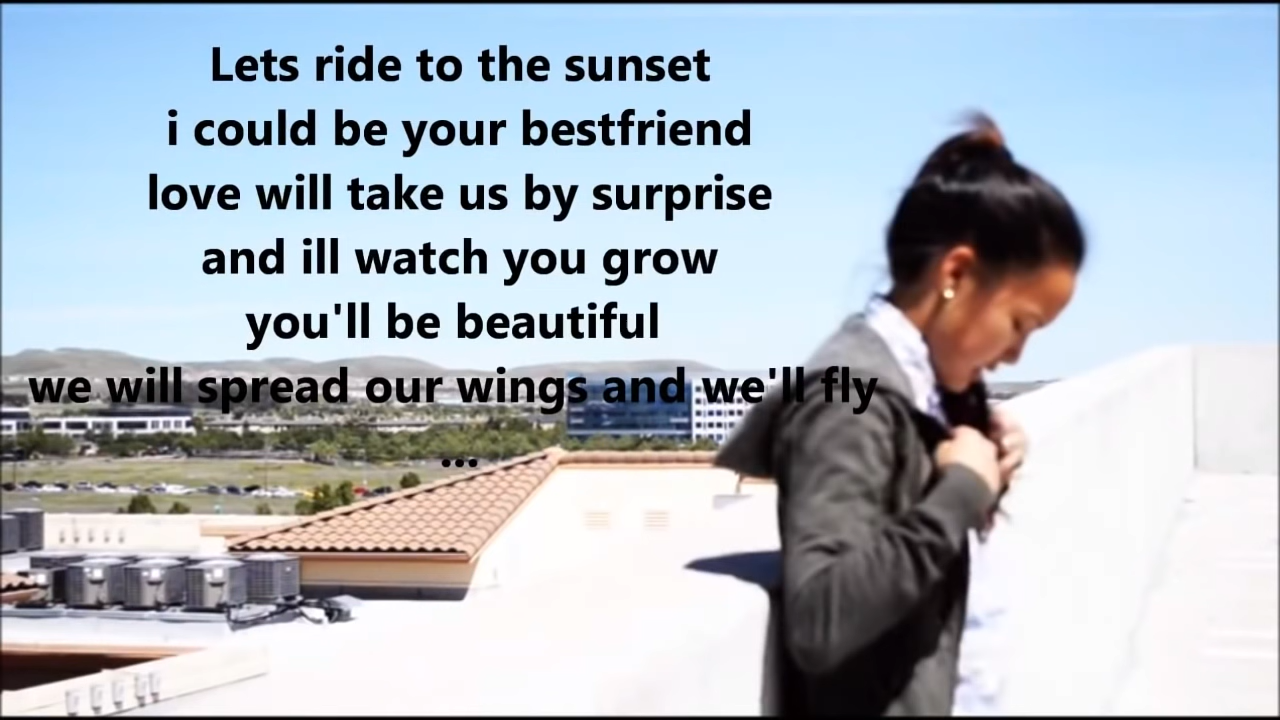 Lets ride to the sunset
i could be your bestfriend
love will take us by surprise
and ill watch you grow
you'll be beautiful
we will spread our wings and we'll fly
...